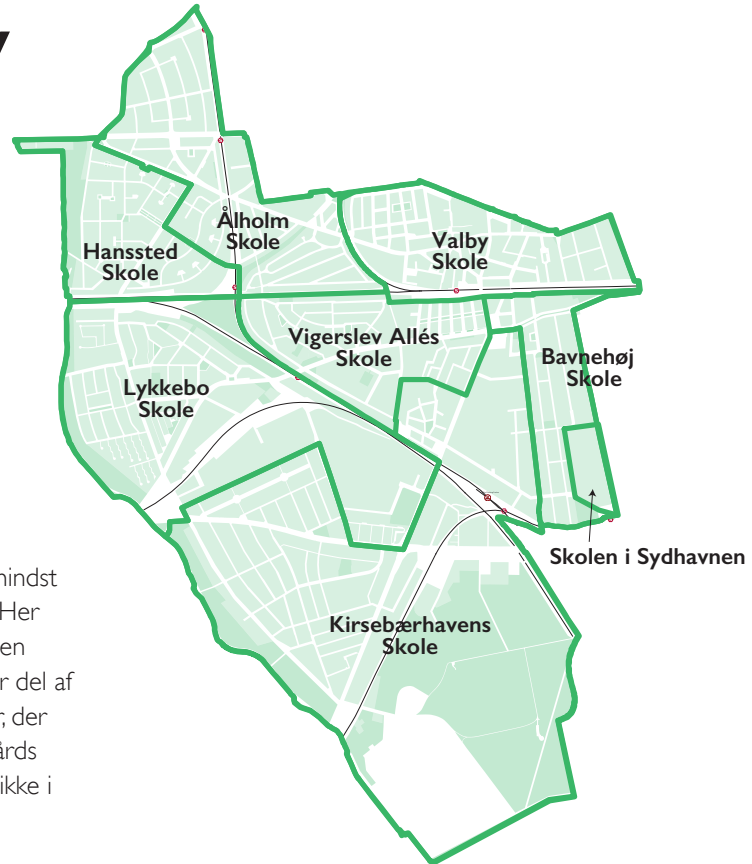 Ålholm
Skole
Hanssted
Skole
Valby
Skole
Vigerslev Allés
Skole
Bavnehøj
Skole
Lykkebo
Skole
Skolen i Sydhavnen
Kirsebærhavens
Skole
Her
en
r del af
der
ikke i